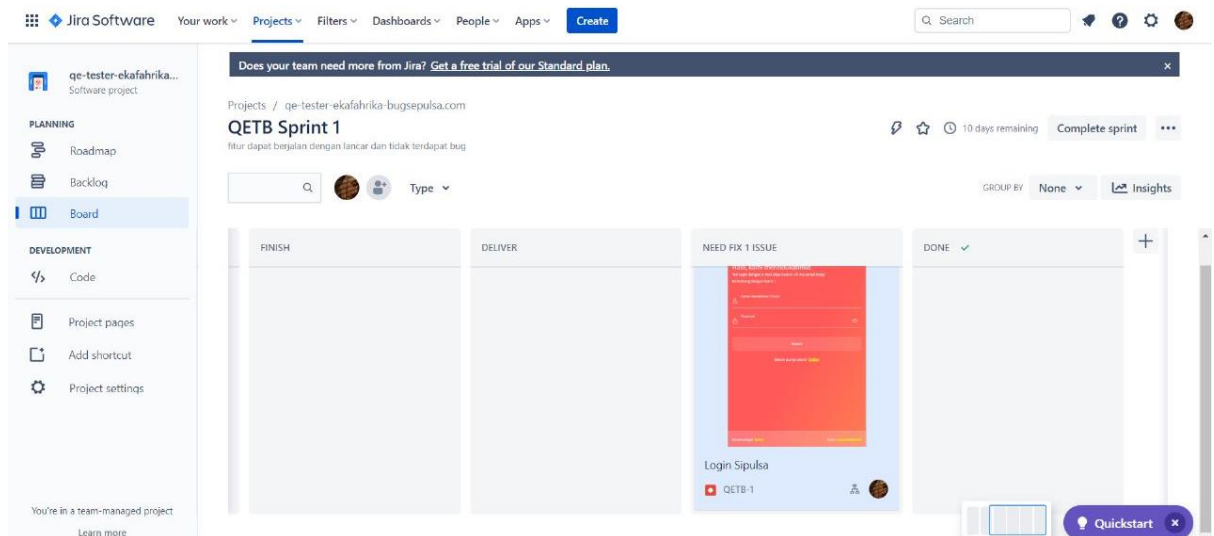 Jira Software Your work Projects Filters Dashboards People Apps Create Search
qe-tester-ekafahrika...
Software project
PLANNING
Roadmap
Backlog
Board
DEVELOPMENT
Code
Project pages
Add shortcut
Project settings
You're in a team-managed project
Learn more
Does your team need more from Jira? Get a free trial of our Standard plan.
Projects / qe-tester-ekafahrika-bugsepulsa.com
QETB Sprint 1
10 days remaining Complete sprint
fitur dapat berjalan dengan lancar dan tidak terdapat bug
Type
GROUP BY None Insights
FINISH
DELIVER
NEED FIX 1 ISSUE
DONE
Login Sipulsa
QETB-1
Quickstart